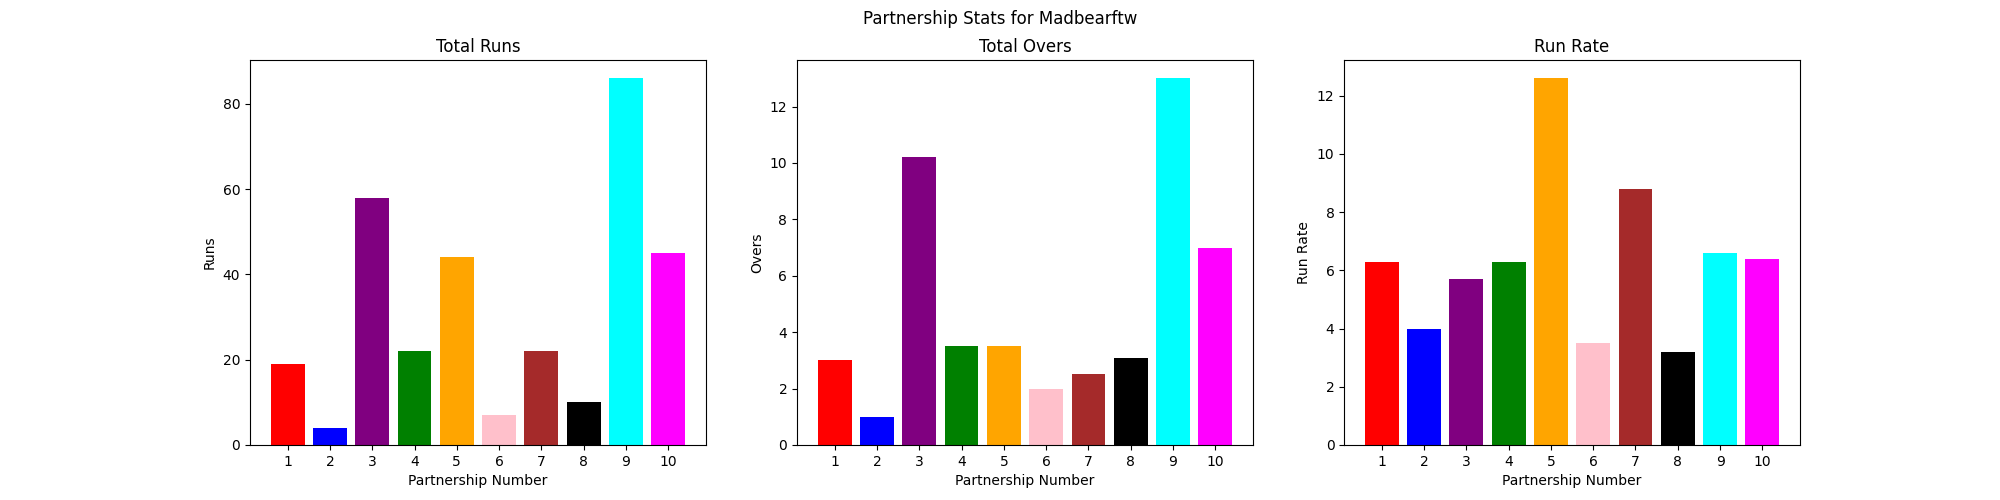 Partnership Stats for Madbearftw
Total Runs
80
60
40
20
0
Runs
1 2 3 4 5 6 7 8 9 10
Partnership Number
Total Overs
12
10
8
6
4
2
0
Overs
1 2 3 4 5 6 7 8 9 10
Partnership Number
Run Rate
12
10
8
6
4
2
0
Run Rate
1 2 3 4 5 6 7 8 9 10
Partnership Number